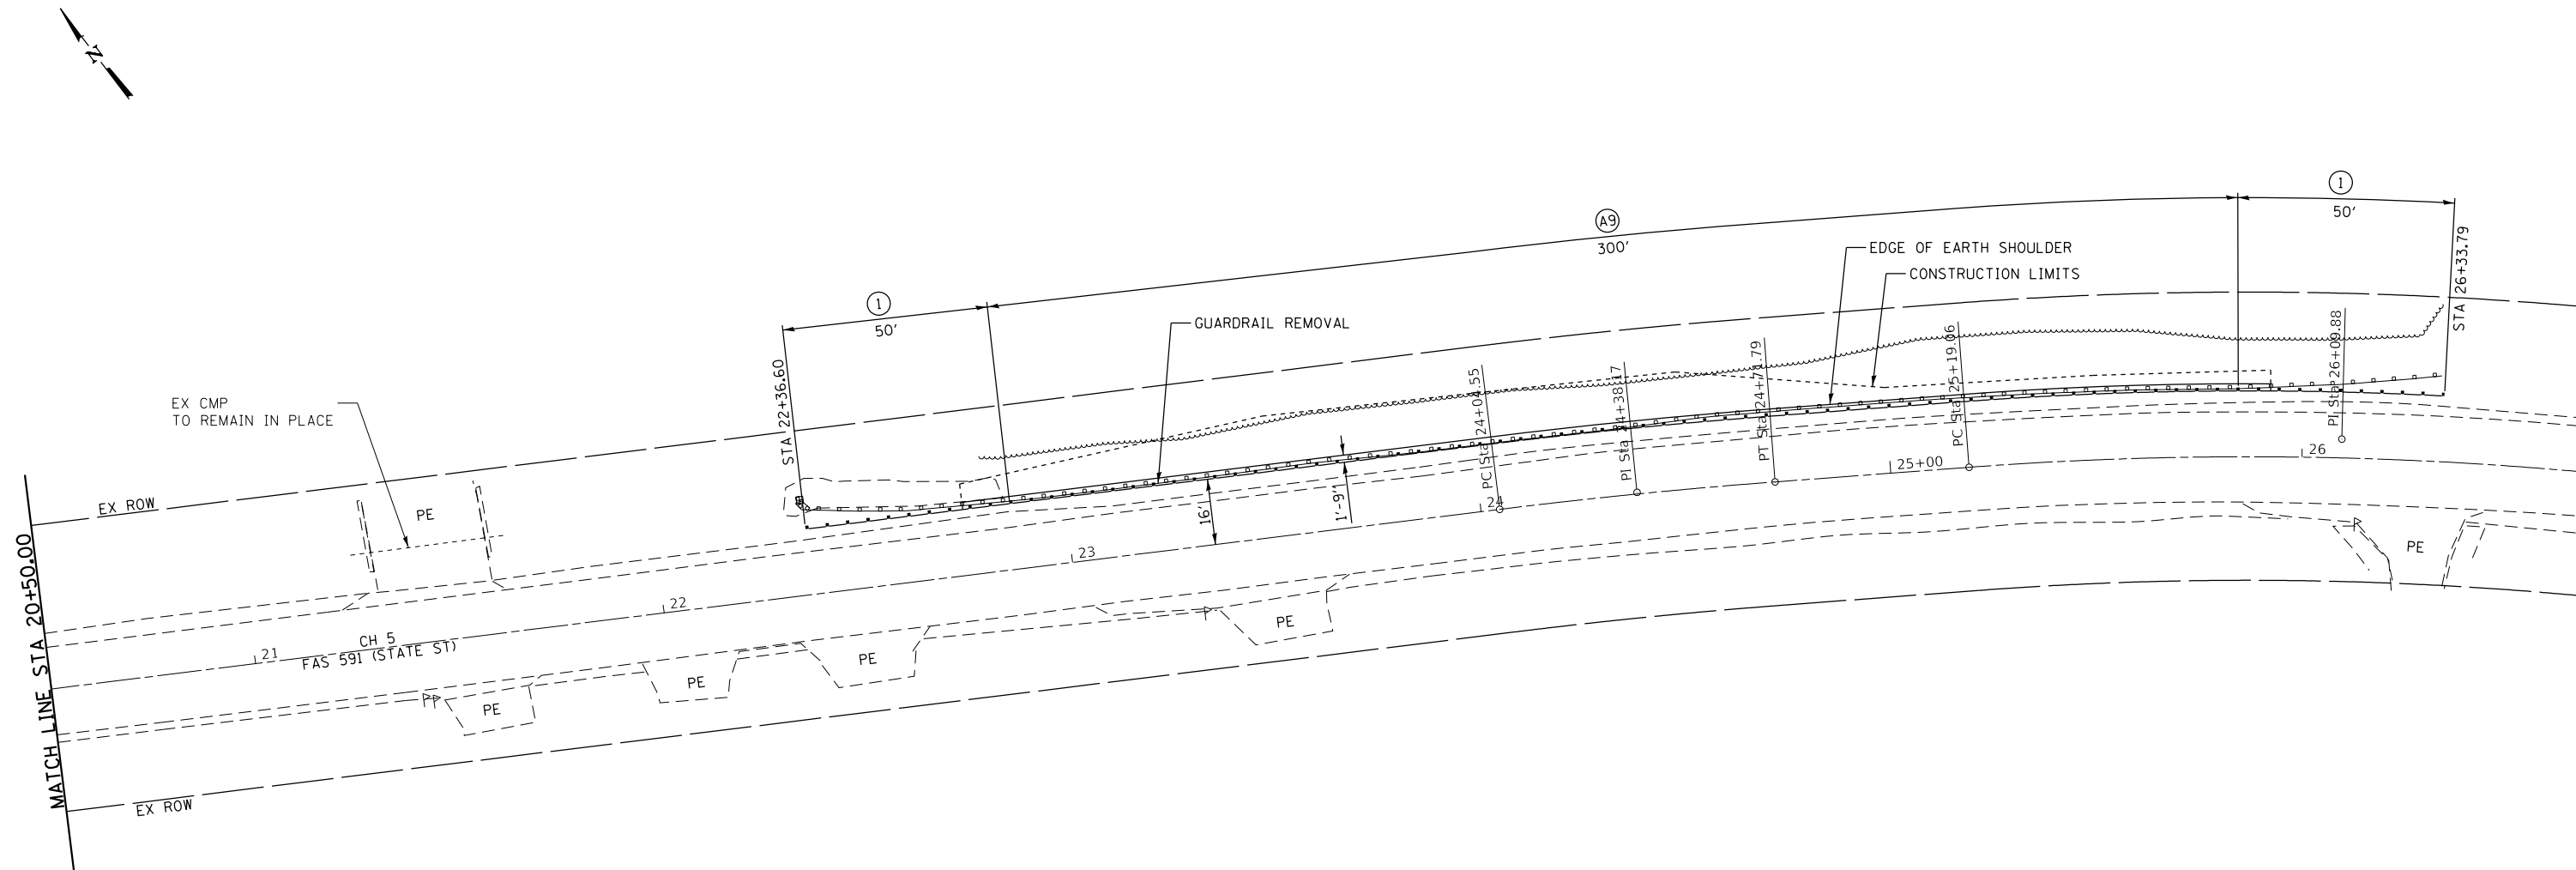 N
1
50'
A9
300'
EDGE OF EARTH SHOULDER
CONSTRUCTION LIMITS
STA 26+33.79
1
50'
GUARDRAIL REMOVAL
STA 22+36.60
PC Sta 24+04.55
PI Sta 24+38.17
PT Sta 24+71.79
PC Sta 25+19.06
PI Sta 26+09.88
EX CMP
TO REMAIN IN PLACE
EX ROW
PE
16'
1'-9"
24
25+00
26
23
22
21
CH 5
FAS 591 (STATE ST)
MATCH LINE STA 20+50.00
PE
PE
PE
PE
PE
EX ROW